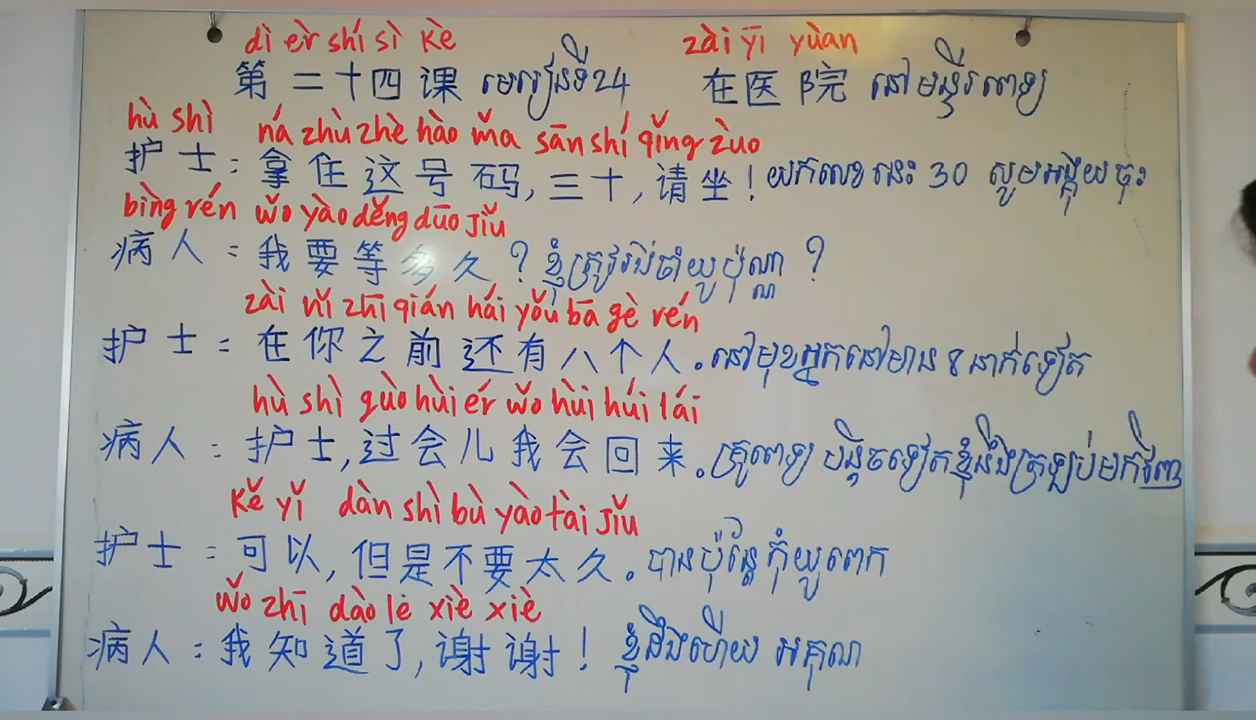 dì èr shí sì Kè zài yī yuàn
第二十四课 មេរៀនទី24 在医院 នៅមន្ទីរពេទ្យ
hù shì ná zhù zhè hào mǎ sān shí qǐng zuò
护士:拿住这号码,三十,请坐!យកលេខនេះ 30 សូមអង្គុយចុះ
bìng rén wǒ yào děng duō jiǔ
病人:我要等多久?ខ្ញុំត្រូវរង់ចាំយូរប៉ុណ្ណា?
zài nǐ zhī qián hái yǒu bā gè rén
护士:在你之前还有八个人。នៅមុខអ្នកនៅមាន 8 នាក់ទៀត
hù shì guò hùi ér wǒ hùi húi lái
病人:护士,过会儿我会回来。គ្រូពេទ្យ បន្តិចទៀតខ្ញុំនឹងត្រឡប់មកវិញ
Kě yǐ dàn shì bù yào tài jiǔ
护士:可以,但是不要太久。បានប៉ុន្តែកុំយូរពេក
wǒ zhī dào le xiè xiè
病人:我知道了,谢谢!ខ្ញុំដឹងហើយ អរគុណ